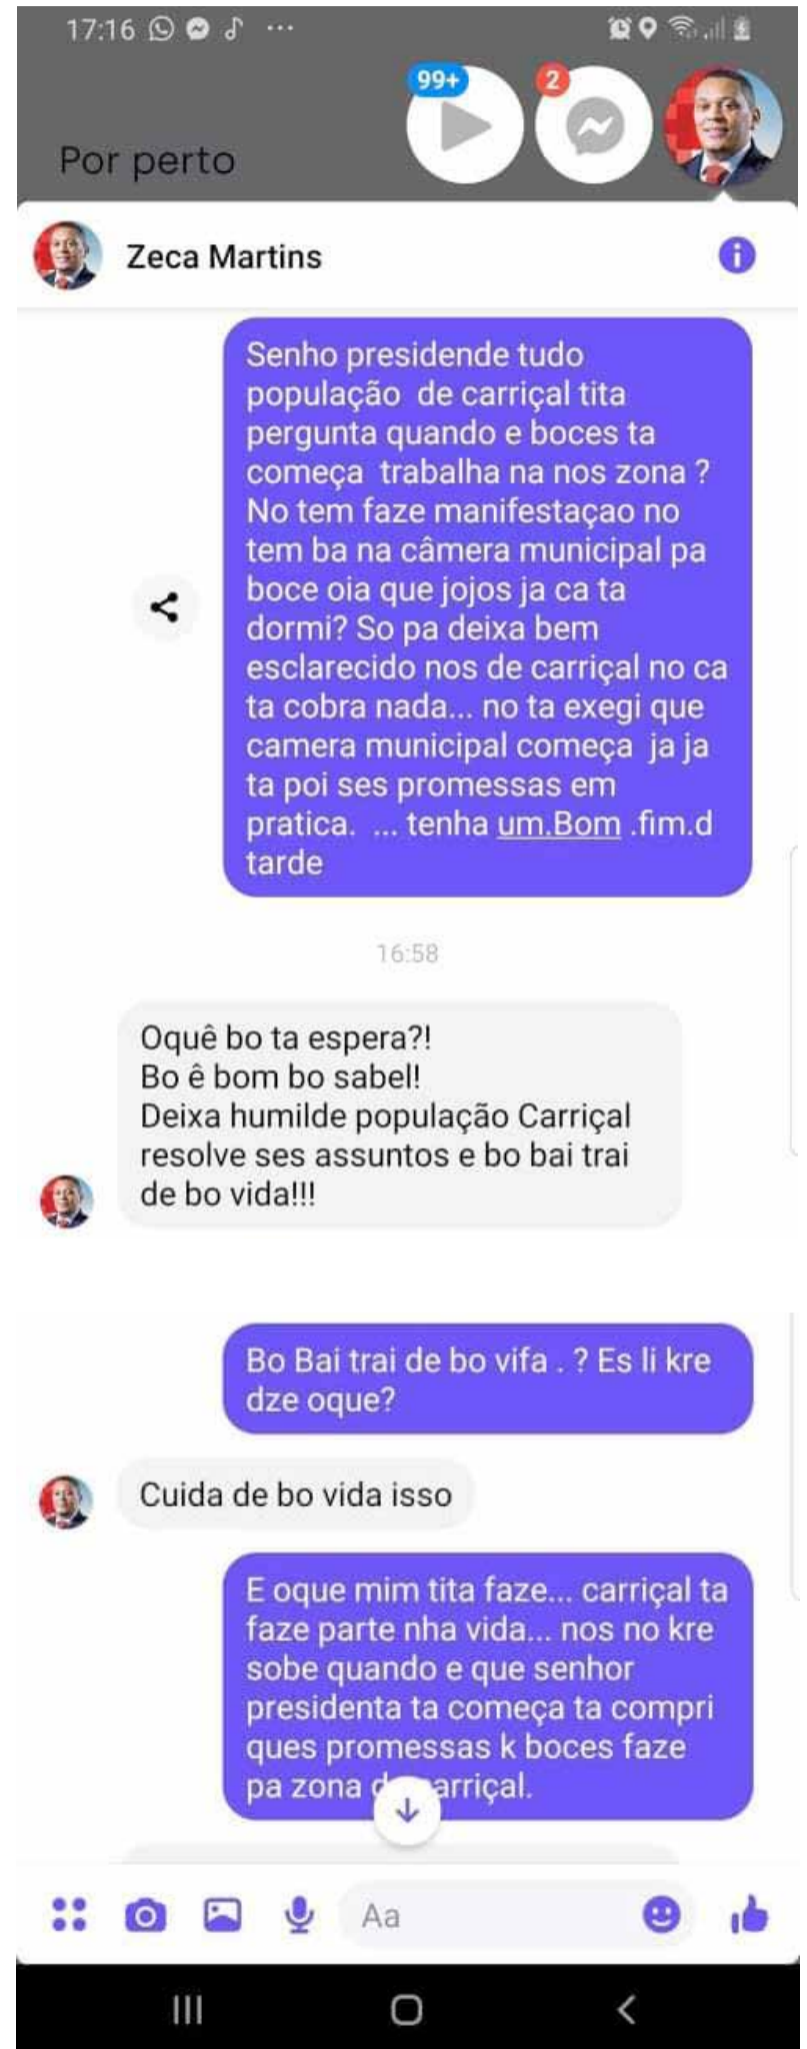 17:16
99+
2
Por perto
Zeca Martins
Senho presidende tudo
população de carriçal tita
pergunta quando e boces ta
começa trabalha na nos zona ?
No tem faze manifestaçao no
tem ba na câmera municipal pa
boce oia que jojos ja ca ta
dormi? So pa deixa bem
esclarecido nos de carriçal no ca
ta cobra nada... no ta exegi que
camera municipal começa ja ja
ta poi ses promessas em
pratica. ... tenha um.Bom .fim.d
tarde
16:58
Oquê bo ta espera?!
Bo ê bom bo sabel!
Deixa humilde população Carriçal
resolve ses assuntos e bo bai trai
de bo vida!!!
Bo Bai trai de bo vifa . ? Es li kre
dze oque?
Cuida de bo vida isso
E oque mim tita faze... carriçal ta
faze parte nha vida... nos no kre
sobe quando e que senhor
presidenta ta começa ta compri
ques promessas k boces faze
pa zona d arriçal.
Aa